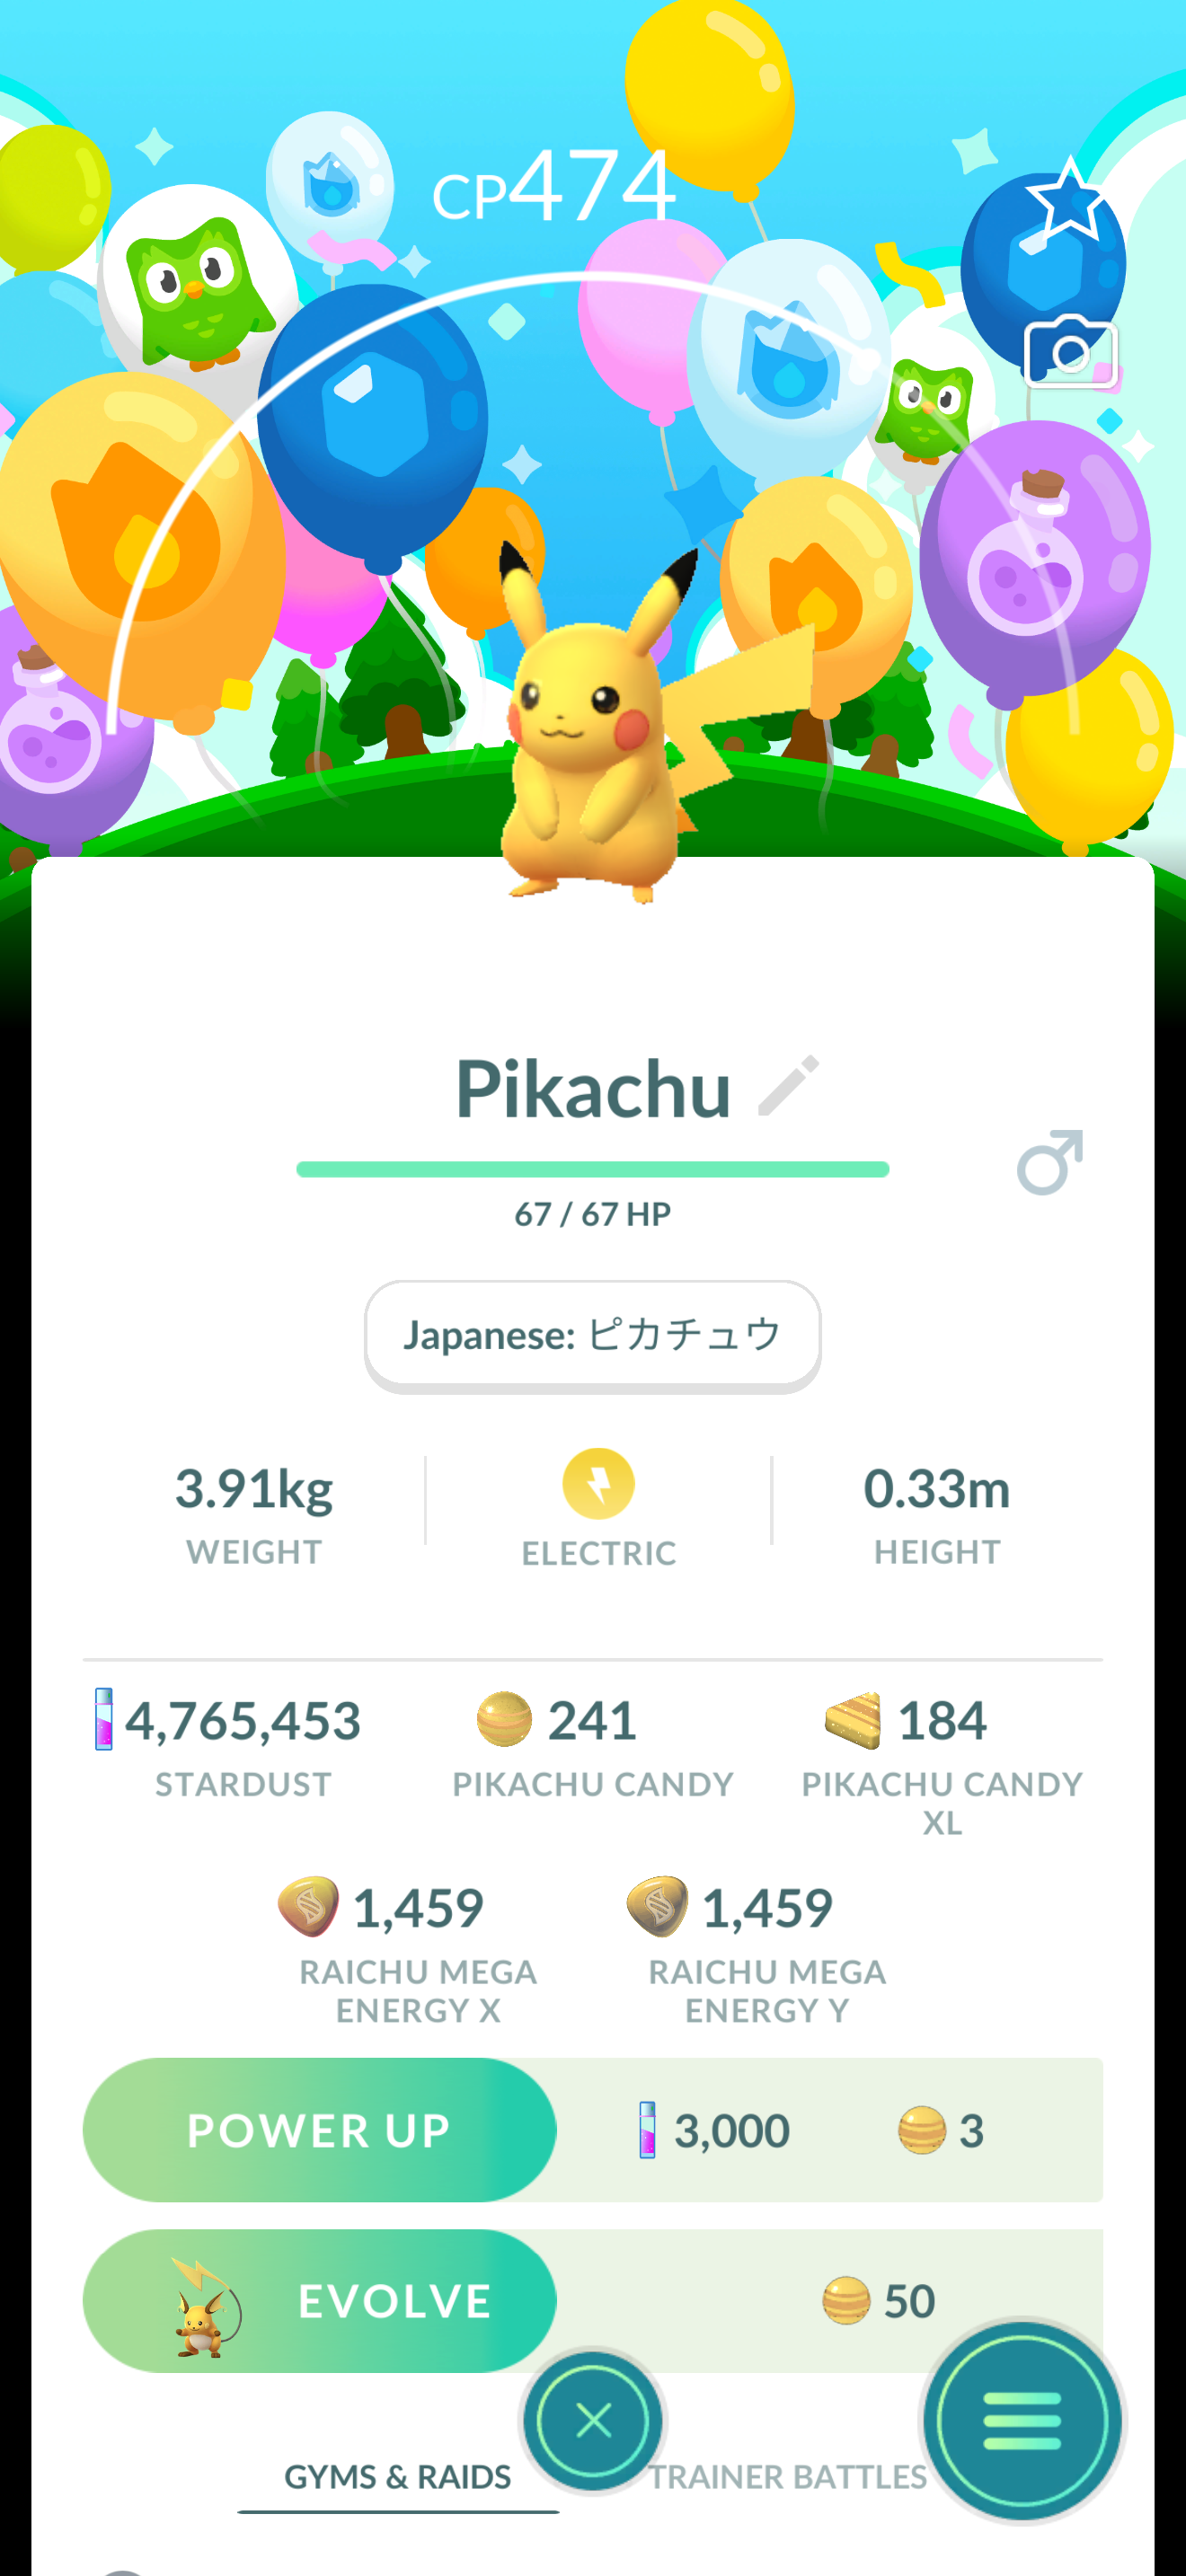 CP474
Pikachu
67 / 67 HP
Japanese: ピカチュウ
3.91kg
WEIGHT
ELECTRIC
0.33m
HEIGHT
4,765,453
STARDUST
241
PIKACHU CANDY
184
PIKACHU CANDY
XL
1,459
RAICHU MEGA
ENERGY X
1,459
RAICHU MEGA
ENERGY Y
POWER UP
3,000
3
EVOLVE
50
GYMS & RAIDS
TRAINER BATTLES